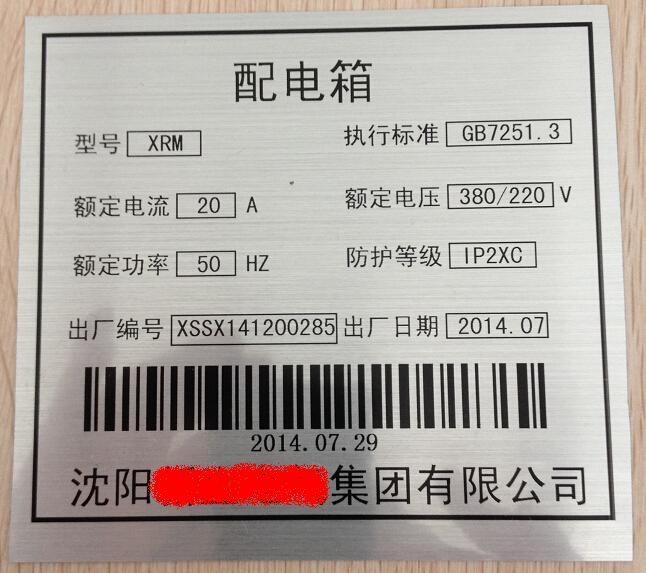 配电箱
型号 XRM 执行标准 GB7251.3
额定电流 20 A 额定电压 380/220 V
额定功率 50 HZ 防护等级 IP2XC
出厂编号 XSSX141200285 出厂日期 2014.07
2014.07.29
沈阳 集团有限公司